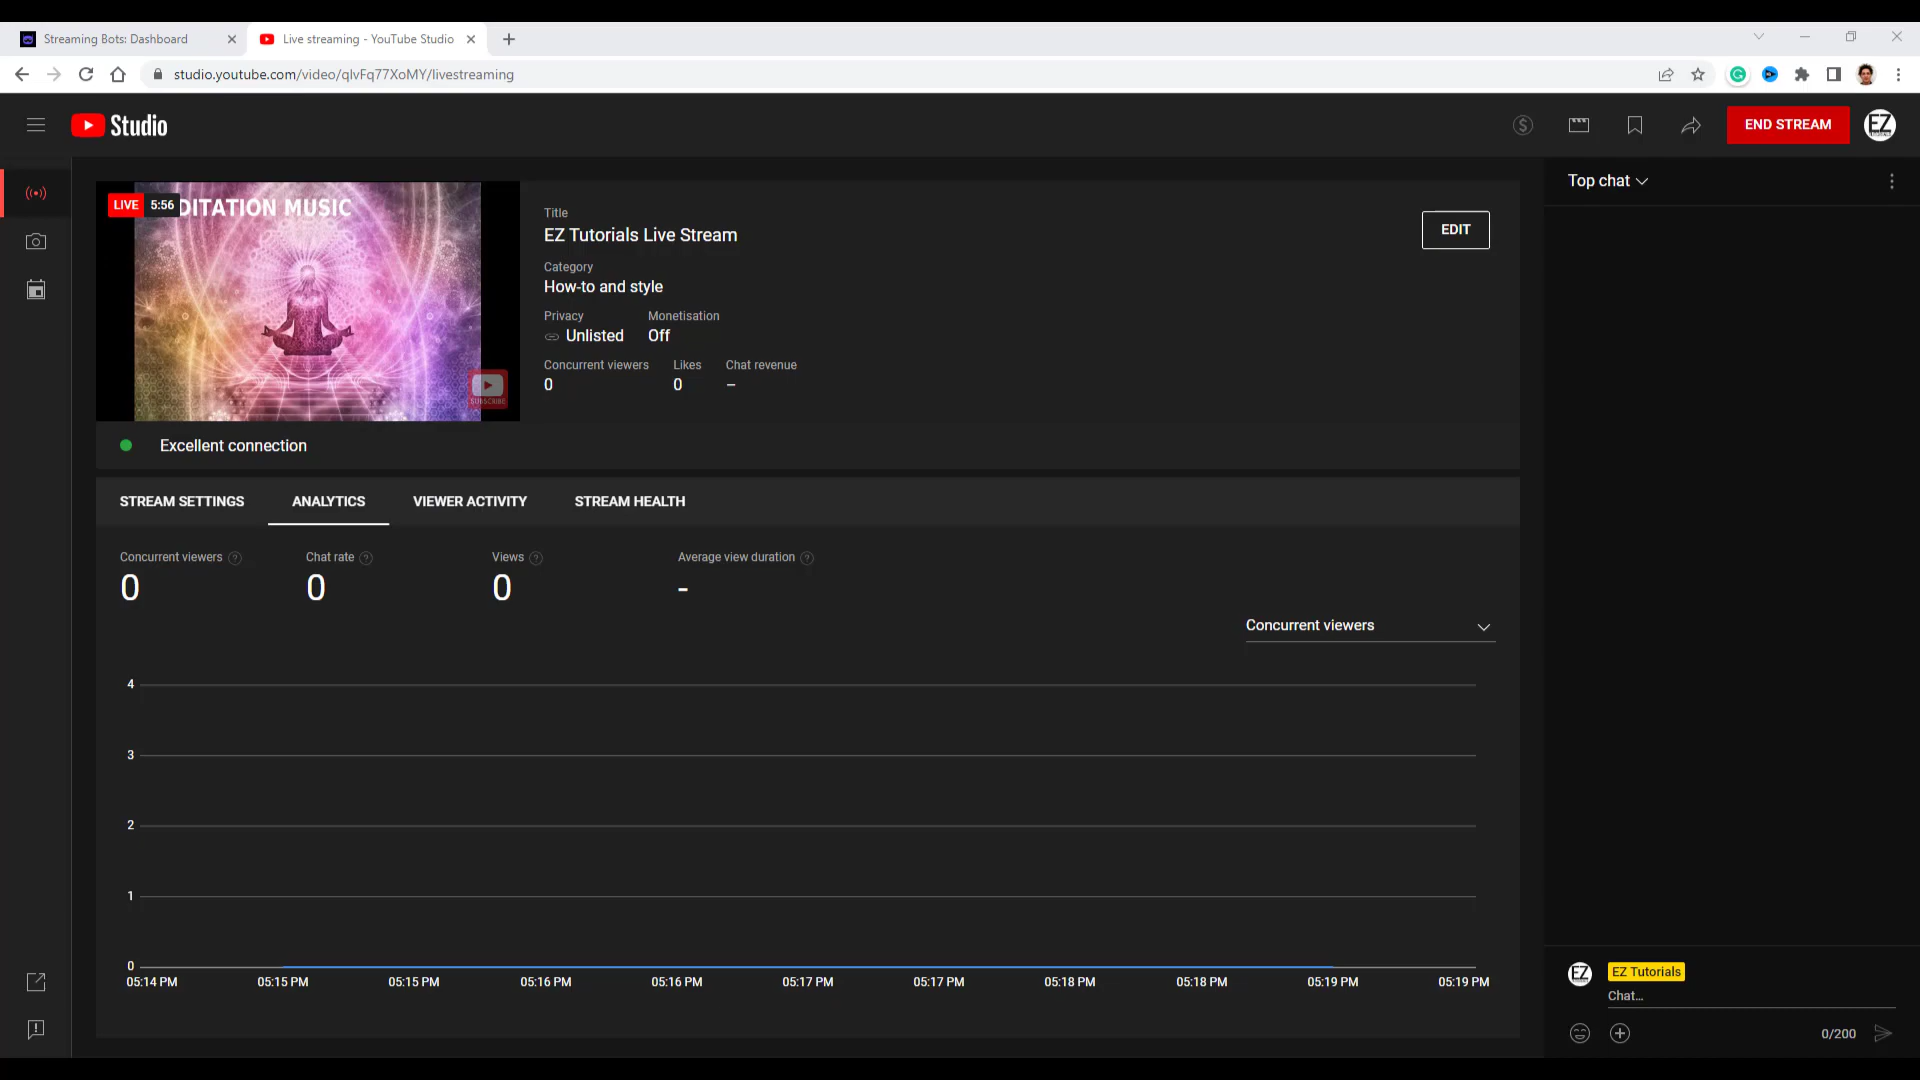 Streaming Bots: Dashboard
Live streaming - YouTube Studio
studio.youtube.com/video/qlvFq77XoMY/livestreaming
Studio
END STREAM
EZ
LIVE 5:56
DITATION MUSIC
SUBSCRIBE
Title
EZ Tutorials Live Stream
EDIT
Category
How-to and style
Privacy Monetisation
Unlisted Off
Concurrent viewers Likes Chat revenue
0 0 –
Excellent connection
STREAM SETTINGS ANALYTICS VIEWER ACTIVITY STREAM HEALTH
Concurrent viewers ? Chat rate ? Views ? Average view duration ?
0 0 0 -
Concurrent viewers
4
3
2
1
0
05:14 PM 05:15 PM 05:15 PM 05:16 PM 05:16 PM 05:17 PM 05:17 PM 05:18 PM 05:18 PM 05:19 PM 05:19 PM
Top chat
EZ
EZ Tutorials
Chat...
0/200